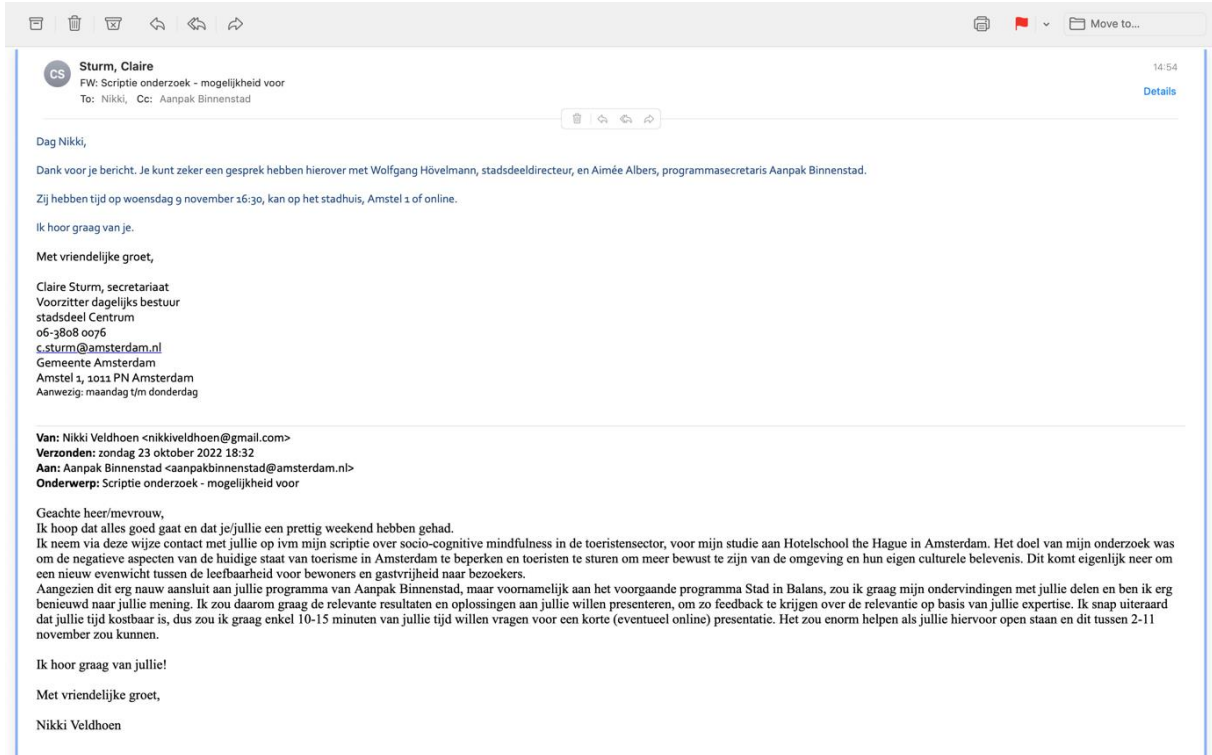 Move to...
CS
Sturm, Claire
14:54
FW: Scriptie onderzoek - mogelijkheid voor
Details
To: Nikki, Cc: Aanpak Binnenstad
Dag Nikki,
Dank voor je bericht. Je kunt zeker een gesprek hebben hierover met Wolfgang Hövelmann, stadsdeeldirecteur, en Aimée Albers, programmasecretaris Aanpak Binnenstad.
Zij hebben tijd op woensdag 9 november 16:30, kan op het stadhuis, Amstel 1 of online.
Ik hoor graag van je.
Met vriendelijke groet,
Claire Sturm, secretariaat
Voorzitter dagelijks bestuur
stadsdeel Centrum
06-3808 0076
c.sturm@amsterdam.nl
Gemeente Amsterdam
Amstel 1, 1011 PN Amsterdam
Aanwezig: maandag t/m donderdag
Van: Nikki Veldhoen <nikkiveldhoen@gmail.com>
Verzonden: zondag 23 oktober 2022 18:32
Aan: Aanpak Binnenstad <aanpakbinnenstad@amsterdam.nl>
Onderwerp: Scriptie onderzoek - mogelijkheid voor
Geachte heer/mevrouw,
Ik hoop dat alles goed gaat en dat je/jullie een prettig weekend hebben gehad.
Ik neem via deze wijze contact met jullie op ivm mijn scriptie over socio-cognitive mindfulness in de toeristensector, voor mijn studie aan Hotelschool the Hague in Amsterdam. Het doel van mijn onderzoek was
om de negatieve aspecten van de huidige staat van toerisme in Amsterdam te beperken en toeristen te sturen om meer bewust te zijn van de omgeving en hun eigen culturele belevenis. Dit komt eigenlijk neer om
een nieuw evenwicht tussen de leefbaarheid voor bewoners en gastvrijheid naar bezoekers.
Aangezien dit erg nauw aansluit aan jullie programma van Aanpak Binnenstad, maar voornamelijk aan het voorgaande programma Stad in Balans, zou ik graag mijn ondervindingen met jullie delen en ben ik erg
benieuwd naar jullie mening. Ik zou daarom graag de relevante resultaten en oplossingen aan jullie willen presenteren, om zo feedback te krijgen over de relevantie op basis van jullie expertise. Ik snap uiteraard
dat jullie tijd kostbaar is, dus zou ik graag enkel 10-15 minuten van jullie tijd willen vragen voor een korte (eventueel online) presentatie. Het zou enorm helpen als jullie hiervoor open staan en dit tussen 2-11
november zou kunnen.
Ik hoor graag van jullie!
Met vriendelijke groet,
Nikki Veldhoen